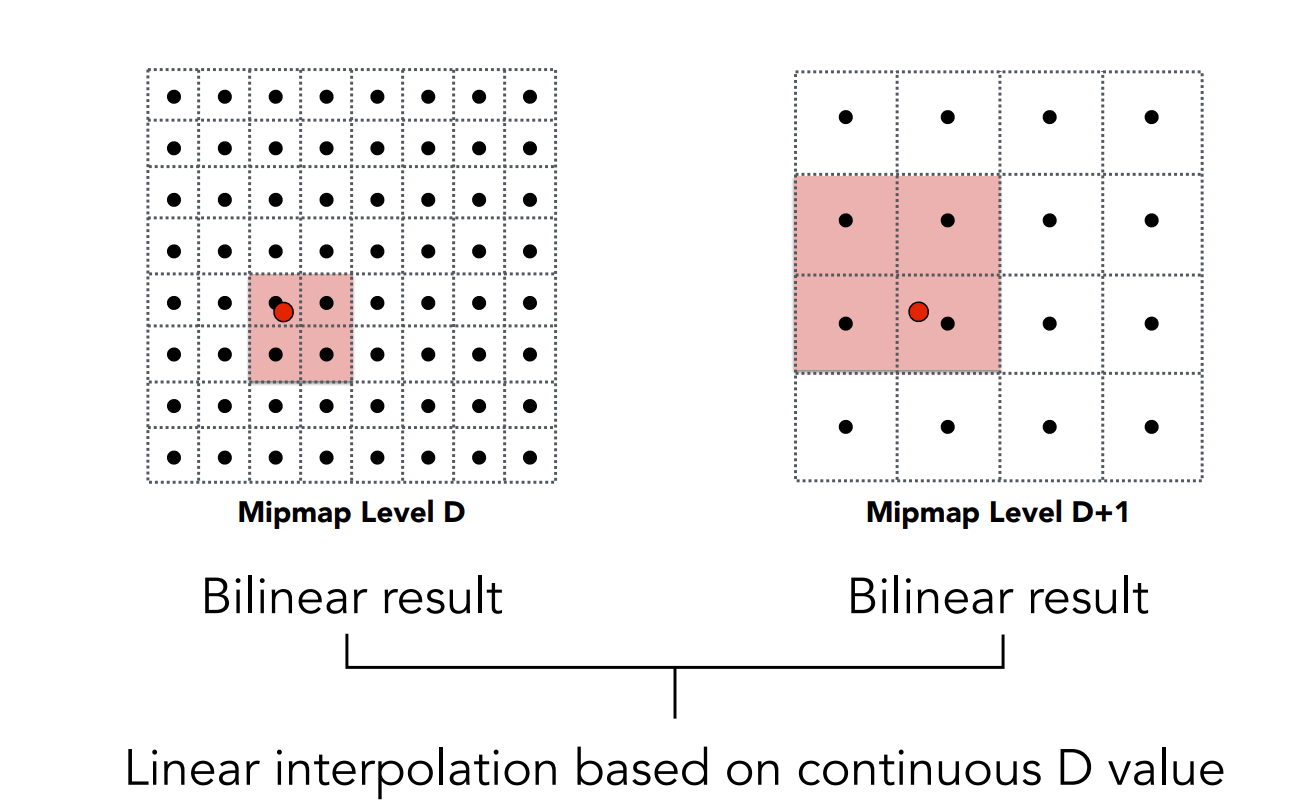 Mipmap Level D
Mipmap Level D+1
Bilinear result
Bilinear result
Linear interpolation based on continuous D value